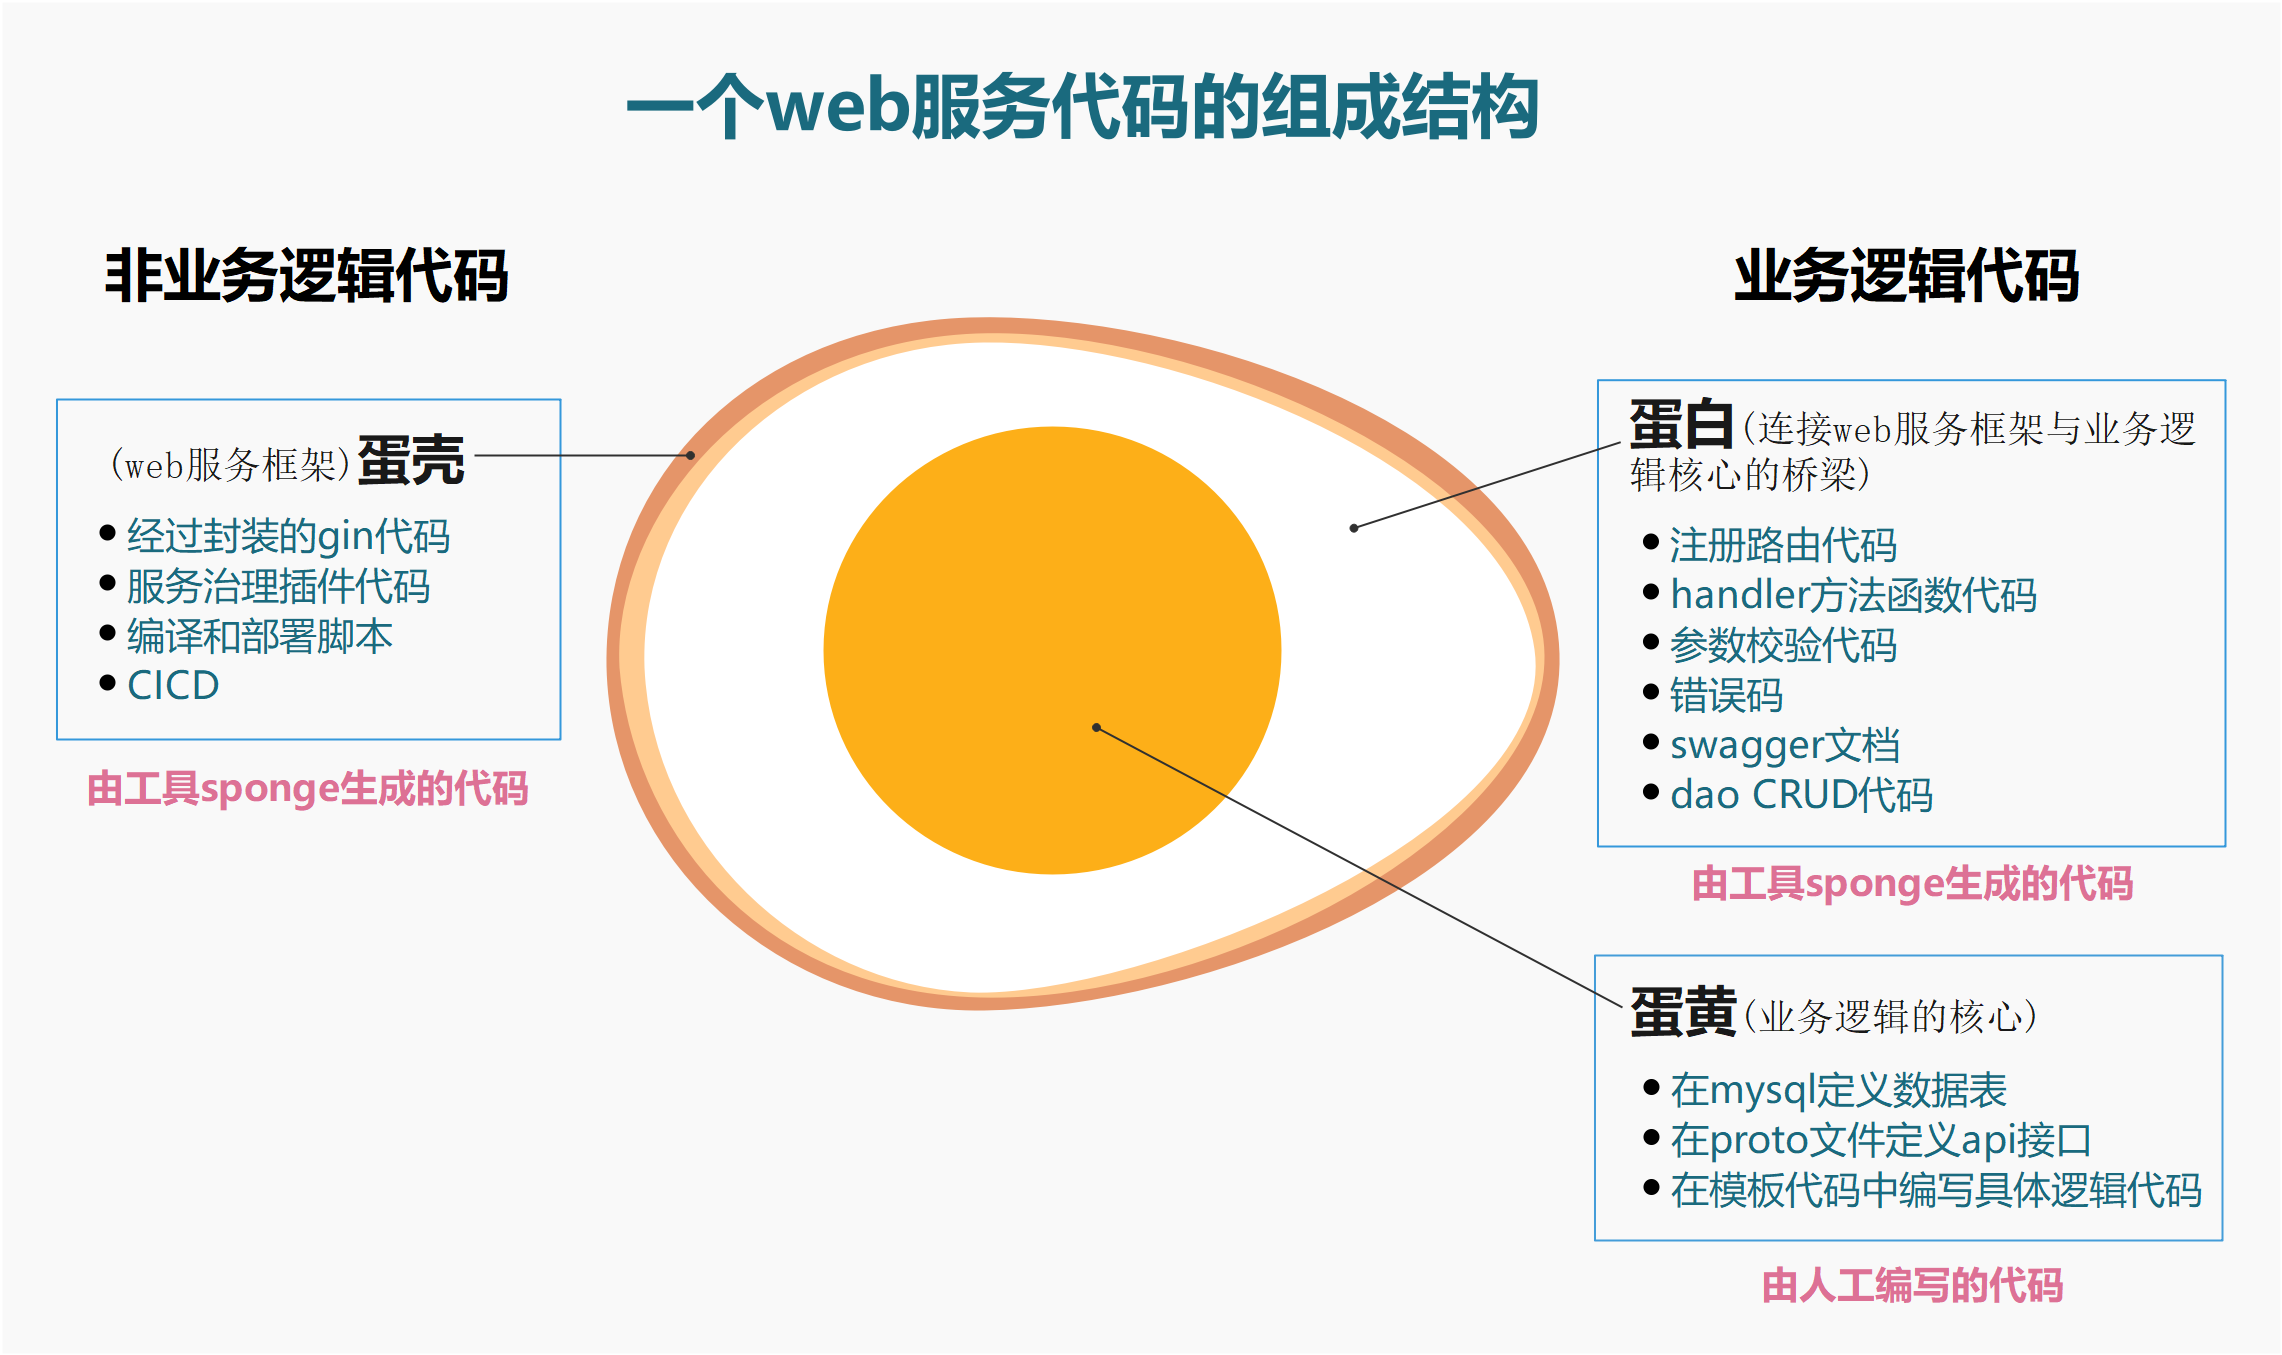 一个web服务代码的组成结构
非业务逻辑代码
(web服务框架)蛋壳
经过封装的gin代码
服务治理插件代码
编译和部署脚本
CICD
由工具sponge生成的代码
业务逻辑代码
蛋白(连接web服务框架与业务逻
辑核心的桥梁)
注册路由代码
handler方法函数代码
参数校验代码
错误码
swagger文档
dao CRUD代码
由工具sponge生成的代码
蛋黄(业务逻辑的核心)
在mysql定义数据表
在proto文件定义api接口
在模板代码中编写具体逻辑代码
由人工编写的代码